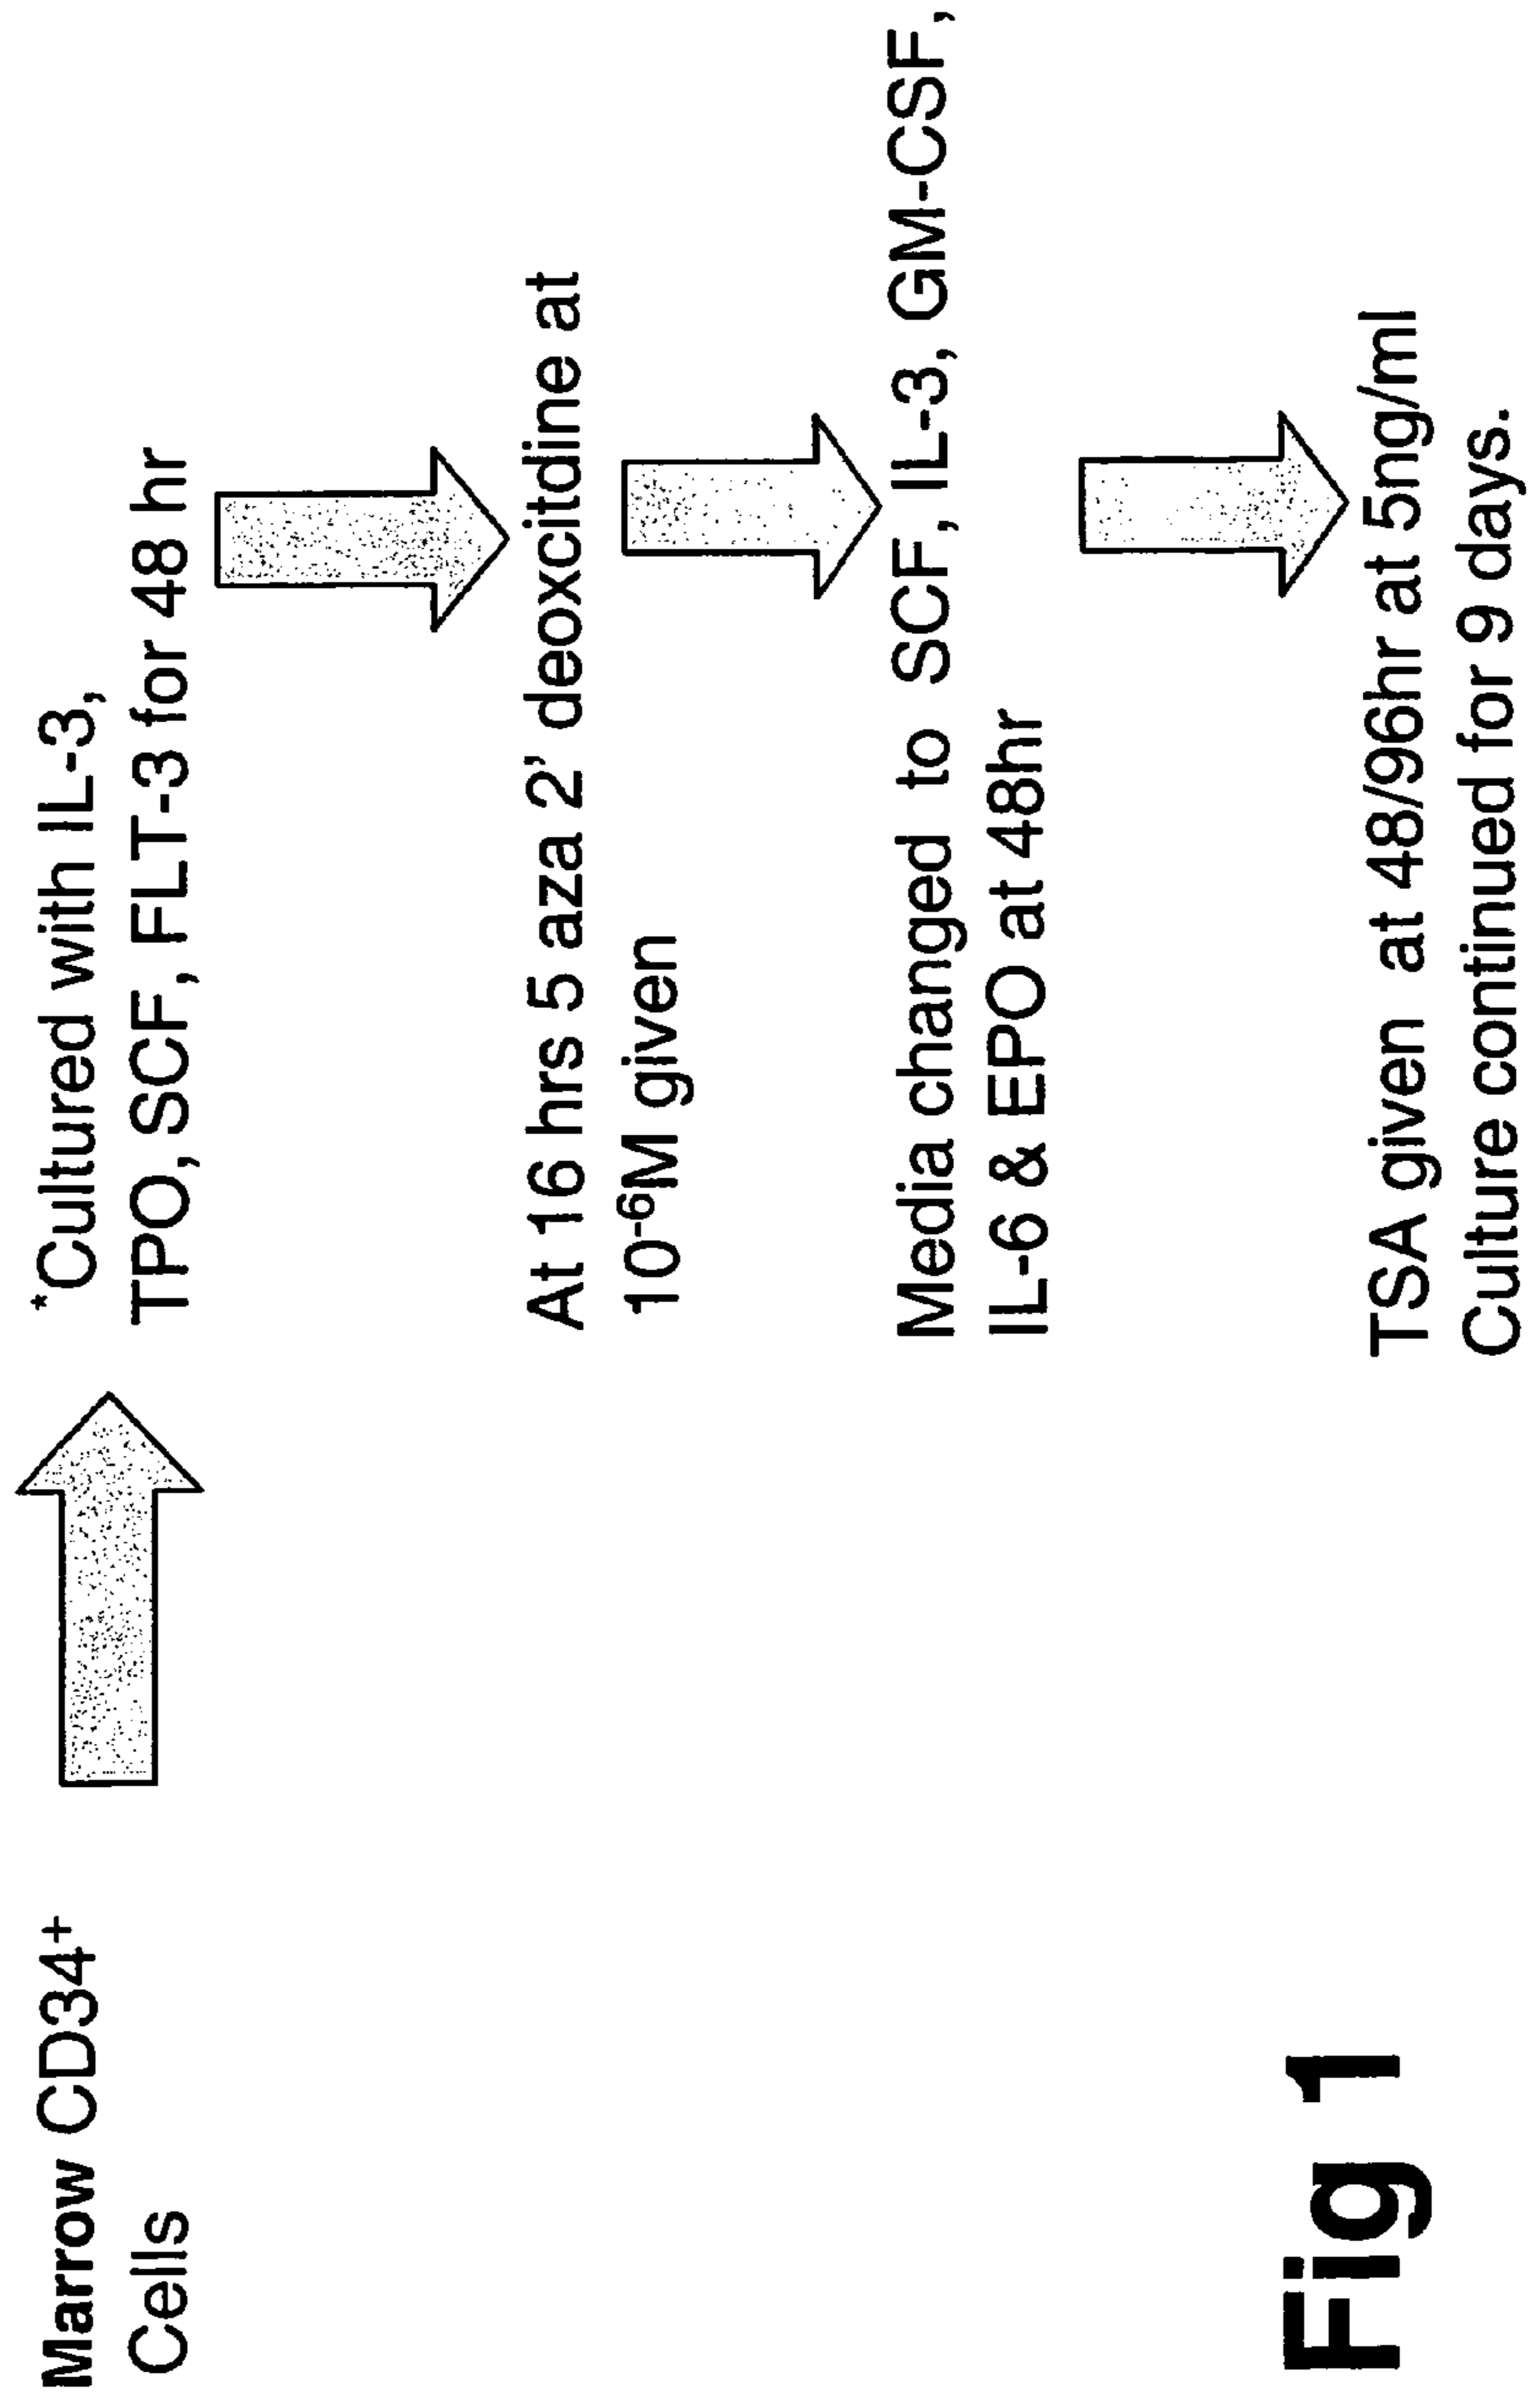 Marrow CD34⁺
Cells
*Cultured with IL-3,
TPO, SCF, FLT-3 for 48 hr
At 16 hrs 5 aza 2' deoxcitdine at
10⁻⁶M given
Media changed to SCF, IL-3, GM-CSF,
IL-6 & EPO at 48hr
TSA given at 48/96hr at 5ng/ml
Culture continued for 9 days.
Fig 1